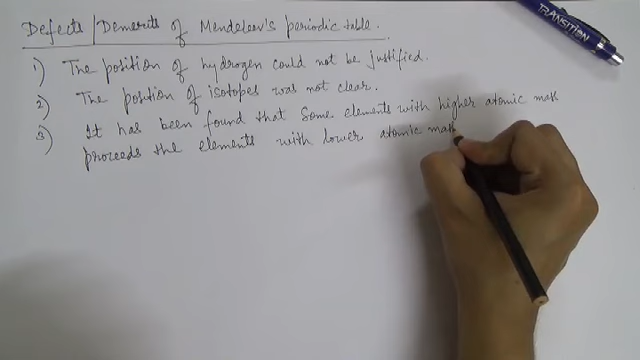 Defects/Demerits of Mendeleev's periodic table.
1) The position of hydrogen could not be justified.
2) The position of isotopes was not clear.
3) It has been found that some elements with higher atomic mass
proceeds the elements with lower atomic mass
TRANSITION